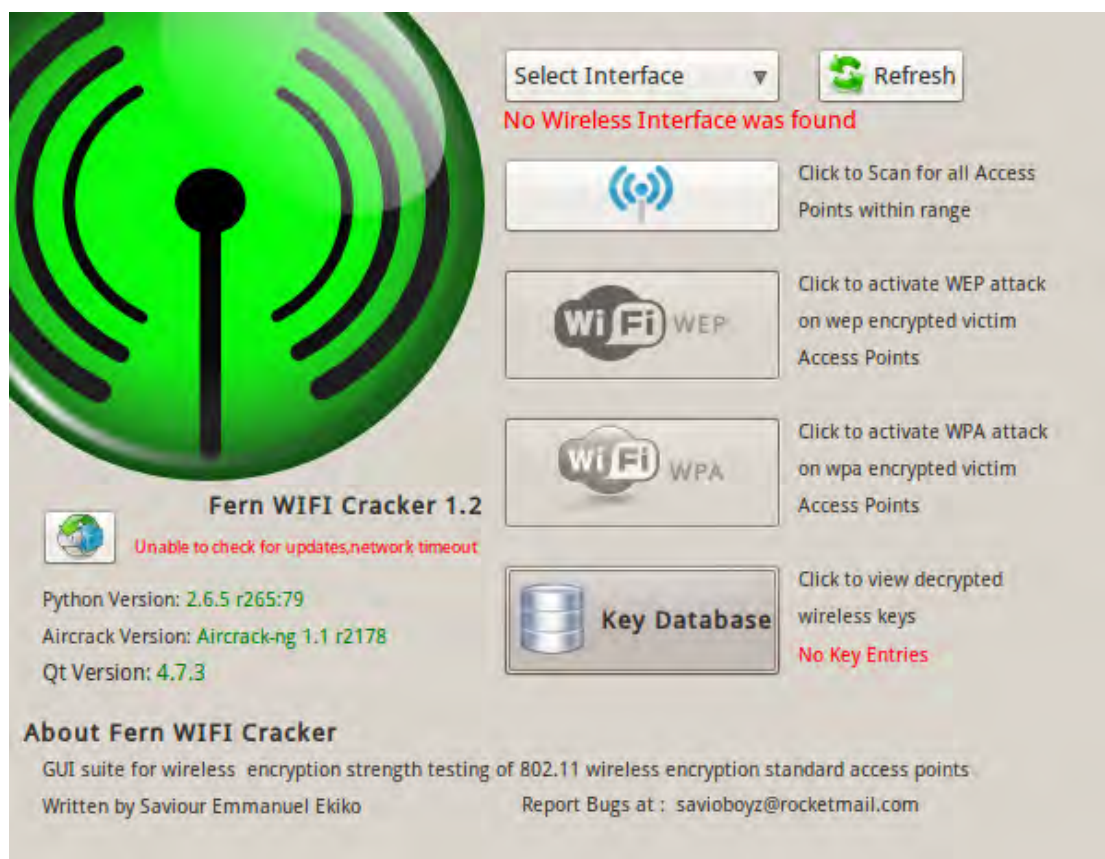 Select Interface
Refresh
No Wireless Interface was found
Click to Scan for all Access
Points within range
WiFi WEP
Click to activate WEP attack
on wep encrypted victim
Access Points
WiFi WPA
Click to activate WPA attack
on wpa encrypted victim
Access Points
Key Database
Click to view decrypted
wireless keys
No Key Entries
Fern WIFI Cracker 1.2
Unable to check for updates,network timeout
Python Version: 2.6.5 r265:79
Aircrack Version: Aircrack-ng 1.1 r2178
Qt Version: 4.7.3
About Fern WIFI Cracker
GUI suite for wireless encryption strength testing of 802.11 wireless encryption standard access points
Written by Saviour Emmanuel Ekiko
Report Bugs at : savioboyz@rocketmail.com